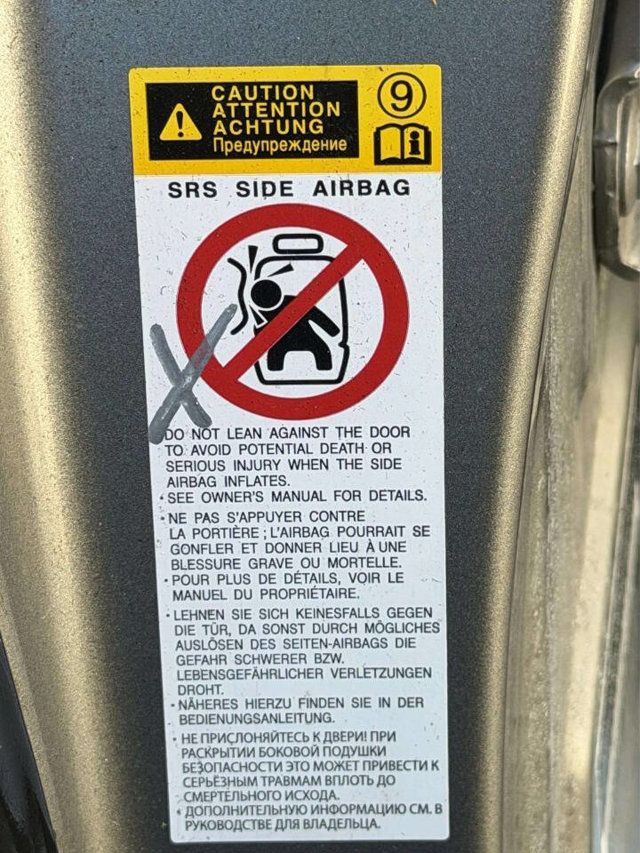 CAUTION
ATTENTION
ACHTUNG
Предупреждение
9
SRS SIDE AIRBAG
X
DO NOT LEAN AGAINST THE DOOR
TO AVOID POTENTIAL DEATH OR
SERIOUS INJURY WHEN THE SIDE
AIRBAG INFLATES.
• SEE OWNER'S MANUAL FOR DETAILS.
• NE PAS S'APPUYER CONTRE
LA PORTIÈRE ; L'AIRBAG POURRAIT SE
GONFLER ET DONNER LIEU À UNE
BLESSURE GRAVE OU MORTELLE.
• POUR PLUS DE DÉTAILS, VOIR LE
MANUEL DU PROPRIÉTAIRE.
• LEHNEN SIE SICH KEINESFALLS GEGEN
DIE TÜR, DA SONST DURCH MÖGLICHES
AUSLÖSEN DES SEITEN-AIRBAGS DIE
GEFAHR SCHWERER BZW.
LEBENSGEFÄHRLICHER VERLETZUNGEN
DROHT.
• NÄHERES HIERZU FINDEN SIE IN DER
BEDIENUNGSANLEITUNG.
• НЕ ПРИСЛОНЯЙТЕСЬ К ДВЕРИ! ПРИ
РАСКРЫТИИ БОКОВОЙ ПОДУШКИ
БЕЗОПАСНОСТИ ЭТО МОЖЕТ ПРИВЕСТИ К
СЕРЬЁЗНЫМ ТРАВМАМ ВПЛОТЬ ДО
СМЕРТЕЛЬНОГО ИСХОДА.
• ДОПОЛНИТЕЛЬНУЮ ИНФОРМАЦИЮ СМ. В
РУКОВОДСТВЕ ДЛЯ ВЛАДЕЛЬЦА.